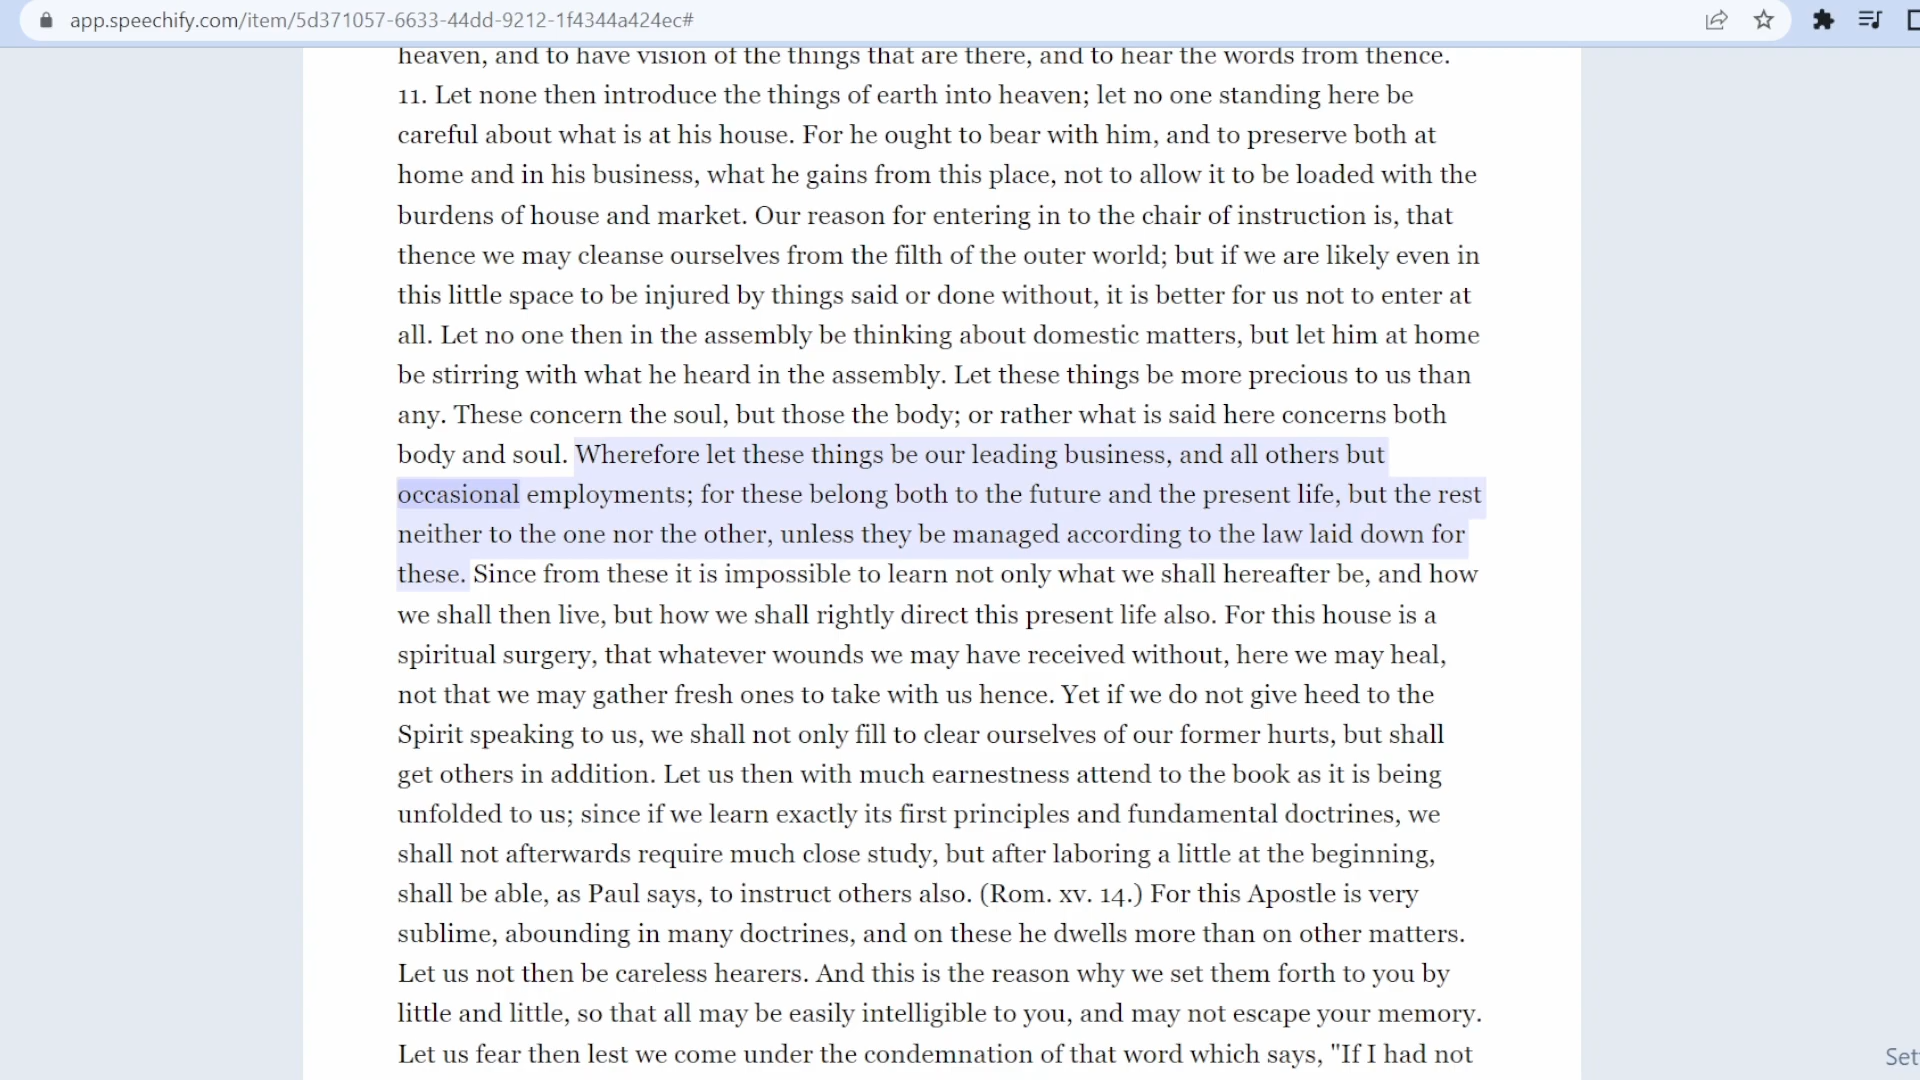 app.speechify.com/item/5d371057-6633-44dd-9212-1f4344a424ec#
heaven, and to have vision of the things that are there, and to hear the words from thence.
11. Let none then introduce the things of earth into heaven; let no one standing here be
careful about what is at his house. For he ought to bear with him, and to preserve both at
home and in his business, what he gains from this place, not to allow it to be loaded with the
burdens of house and market. Our reason for entering in to the chair of instruction is, that
thence we may cleanse ourselves from the filth of the outer world; but if we are likely even in
this little space to be injured by things said or done without, it is better for us not to enter at
all. Let no one then in the assembly be thinking about domestic matters, but let him at home
be stirring with what he heard in the assembly. Let these things be more precious to us than
any. These concern the soul, but those the body; or rather what is said here concerns both
body and soul. Wherefore let these things be our leading business, and all others but
occasional employments; for these belong both to the future and the present life, but the rest
neither to the one nor the other, unless they be managed according to the law laid down for
these. Since from these it is impossible to learn not only what we shall hereafter be, and how
we shall then live, but how we shall rightly direct this present life also. For this house is a
spiritual surgery, that whatever wounds we may have received without, here we may heal,
not that we may gather fresh ones to take with us hence. Yet if we do not give heed to the
Spirit speaking to us, we shall not only fill to clear ourselves of our former hurts, but shall
get others in addition. Let us then with much earnestness attend to the book as it is being
unfolded to us; since if we learn exactly its first principles and fundamental doctrines, we
shall not afterwards require much close study, but after laboring a little at the beginning,
shall be able, as Paul says, to instruct others also. (Rom. xv. 14.) For this Apostle is very
sublime, abounding in many doctrines, and on these he dwells more than on other matters.
Let us not then be careless hearers. And this is the reason why we set them forth to you by
little and little, so that all may be easily intelligible to you, and may not escape your memory.
Let us fear then lest we come under the condemnation of that word which says, "If I had not
Set